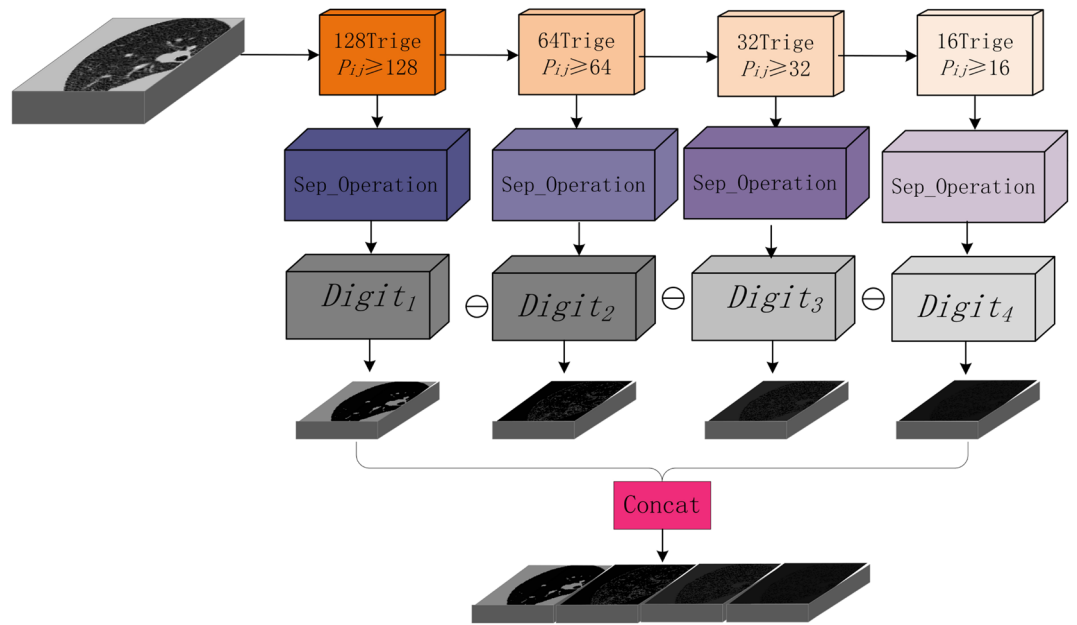 128Trige
Pij≥128
64Trige
Pij≥64
32Trige
Pij≥32
16Trige
Pij≥16
Sep_Operation
Sep_Operation
Sep_Operation
Sep_Operation
Digit1
Digit2
Digit3
Digit4
Concat